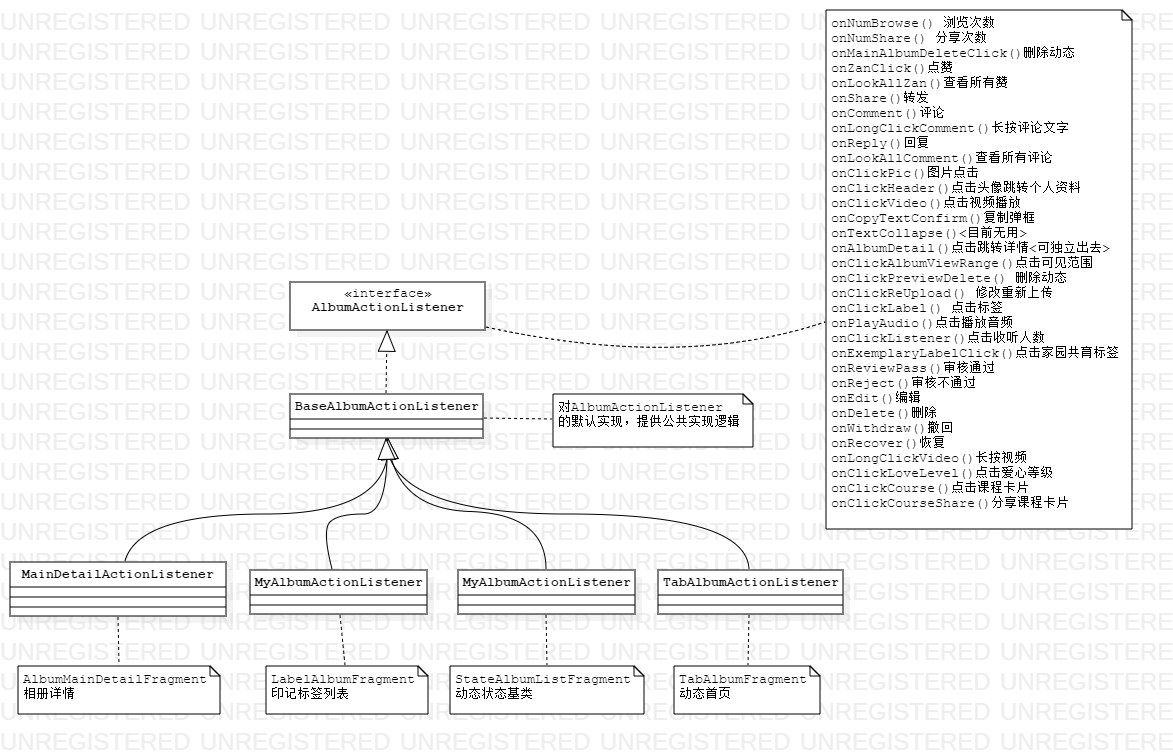 onNumBrowse() 浏览次数
onNumShare() 分享次数
onMainAlbumDeleteClick()删除动态
onZanClick()点赞
onLookAllZan()查看所有赞
onShare()转发
onComment()评论
onLongClickComment()长按评论文字
onReply()回复
onLookAllComment()查看所有评论
onClickPic()图片点击
onClickHeader()点击头像跳转个人资料
onClickVideo()点击视频播放
onCopyTextConfirm()复制弹框
onTextCollapse()<目前无用>
onAlbumDetail()点击跳转详情<可独立出去>
onClickAlbumViewRange()点击可见范围
onClickPreviewDelete() 删除动态
onClickReUpload() 修改重新上传
onClickLabel() 点击标签
onPlayAudio()点击播放音频
onClickListener()点击收听人数
onExemplaryLabelClick()点击家园共育标签
onReviewPass()审核通过
onReject()审核不通过
onEdit()编辑
onDelete()删除
onWithdraw()撤回
onRecover()恢复
onLongClickVideo()长按视频
onClickLoveLevel()点击爱心等级
onClickCourse()点击课程卡片
onClickCourseShare()分享课程卡片
«interface»
AlbumActionListener
BaseAlbumActionListener
对AlbumActionListener
的默认实现，提供公共实现逻辑
MainDetailActionListener
MyAlbumActionListener
MyAlbumActionListener
TabAlbumActionListener
AlbumMainDetailFragment
相册详情
LabelAlbumFragment
印记标签列表
StateAlbumListFragment
动态状态基类
TabAlbumFragment
动态首页